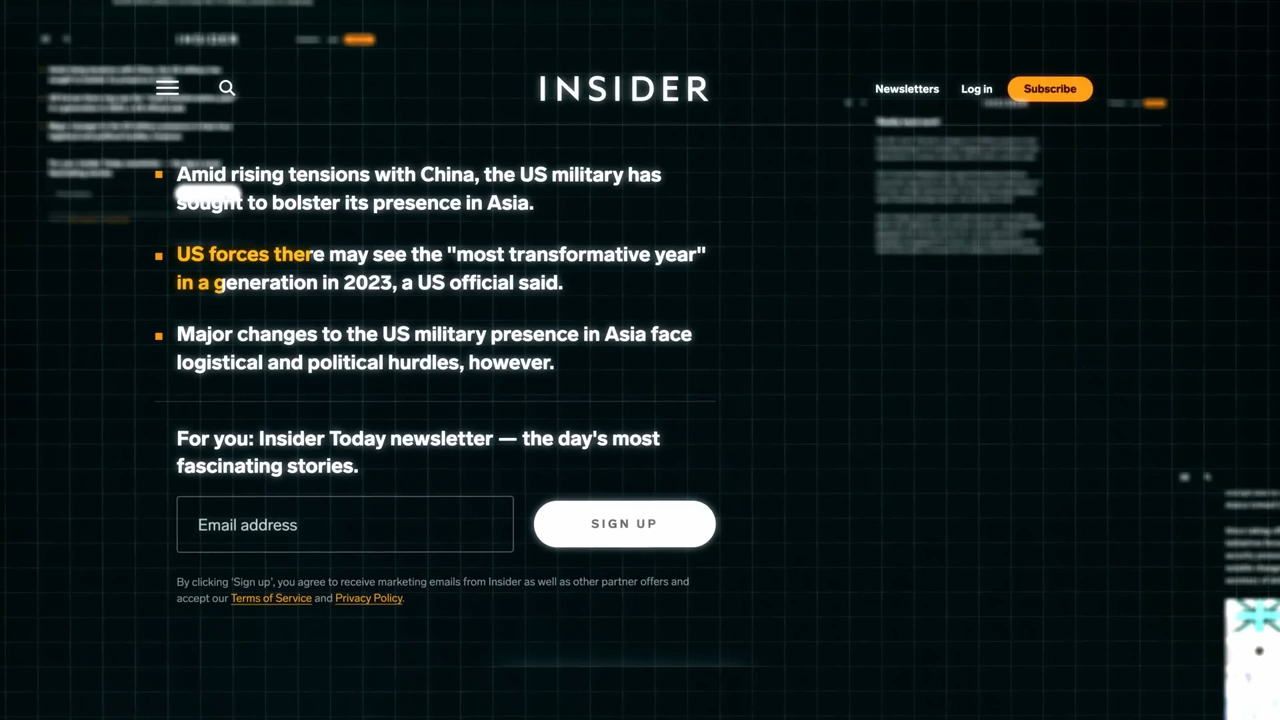 INSIDER
Newsletters
Log in
Subscribe
Amid rising tensions with China, the US military has
sought to bolster its presence in Asia.
US forces there may see the "most transformative year"
in a generation in 2023, a US official said.
Major changes to the US military presence in Asia face
logistical and political hurdles, however.
For you: Insider Today newsletter — the day's most
fascinating stories.
Email address
SIGN UP
By clicking 'Sign up', you agree to receive marketing emails from Insider as well as other partner offers and
accept our Terms of Service and Privacy Policy.